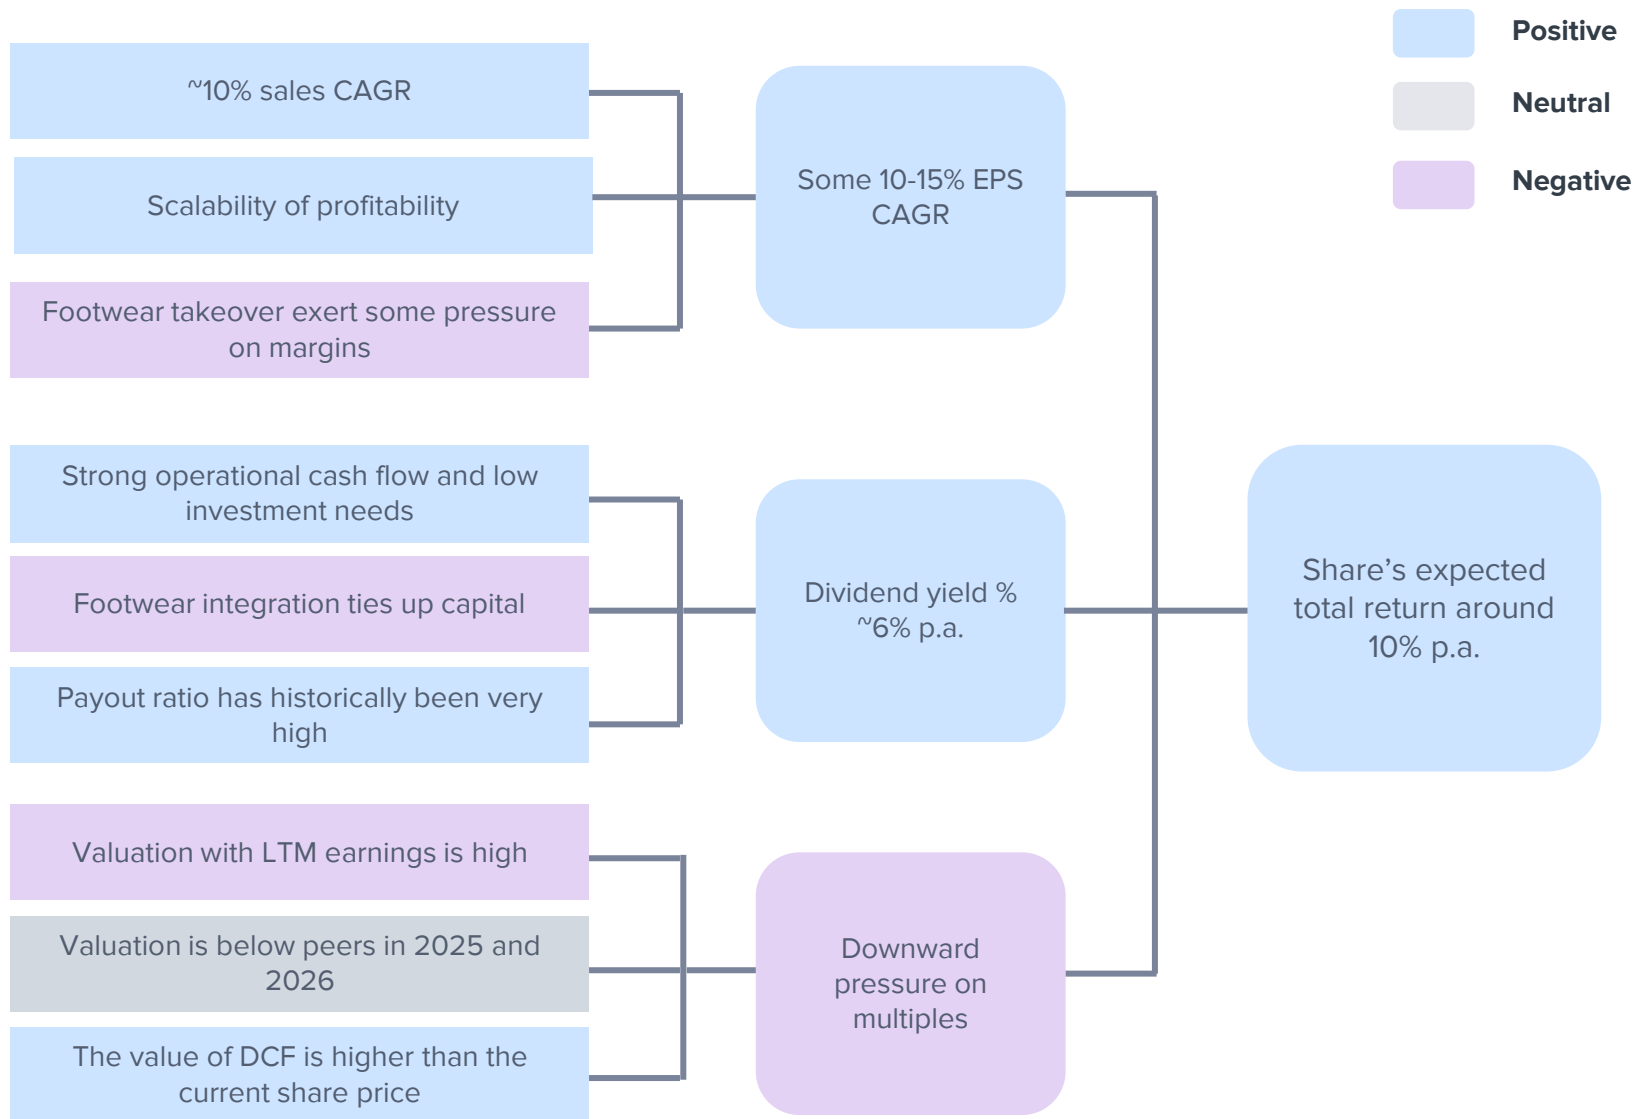 Positive
Neutral
Negative
~10% sales CAGR
Scalability of profitability
Footwear takeover exert some pressure
on margins
Some 10-15% EPS
CAGR
Strong operational cash flow and low
investment needs
Footwear integration ties up capital
Payout ratio has historically been very
high
Dividend yield %
~6% p.a.
Valuation with LTM earnings is high
Valuation is below peers in 2025 and
2026
The value of DCF is higher than the
current share price
Downward
pressure on
multiples
Share’s expected
total return around
10% p.a.